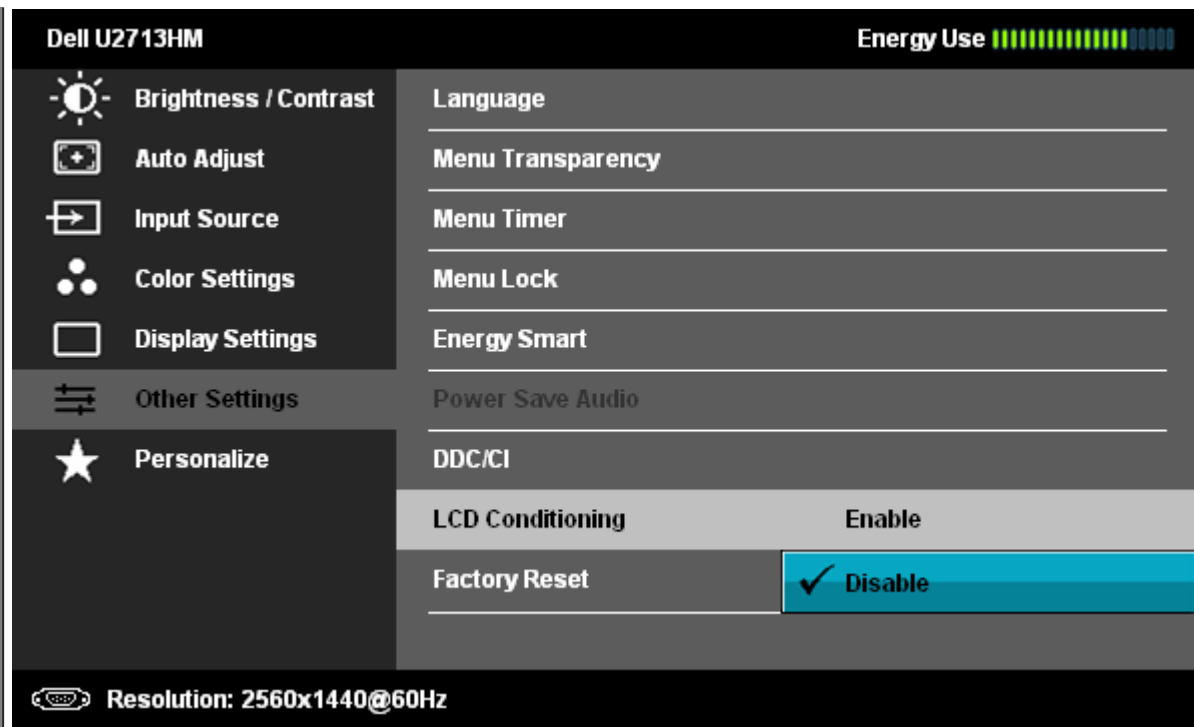 Dell U2713HM Energy Use
Brightness / Contrast Language
Auto Adjust Menu Transparency
Input Source Menu Timer
Color Settings Menu Lock
Display Settings Energy Smart
Other Settings Power Save Audio
Personalize DDC/CI
LCD Conditioning Enable
Factory Reset Disable
Resolution: 2560x1440@60Hz